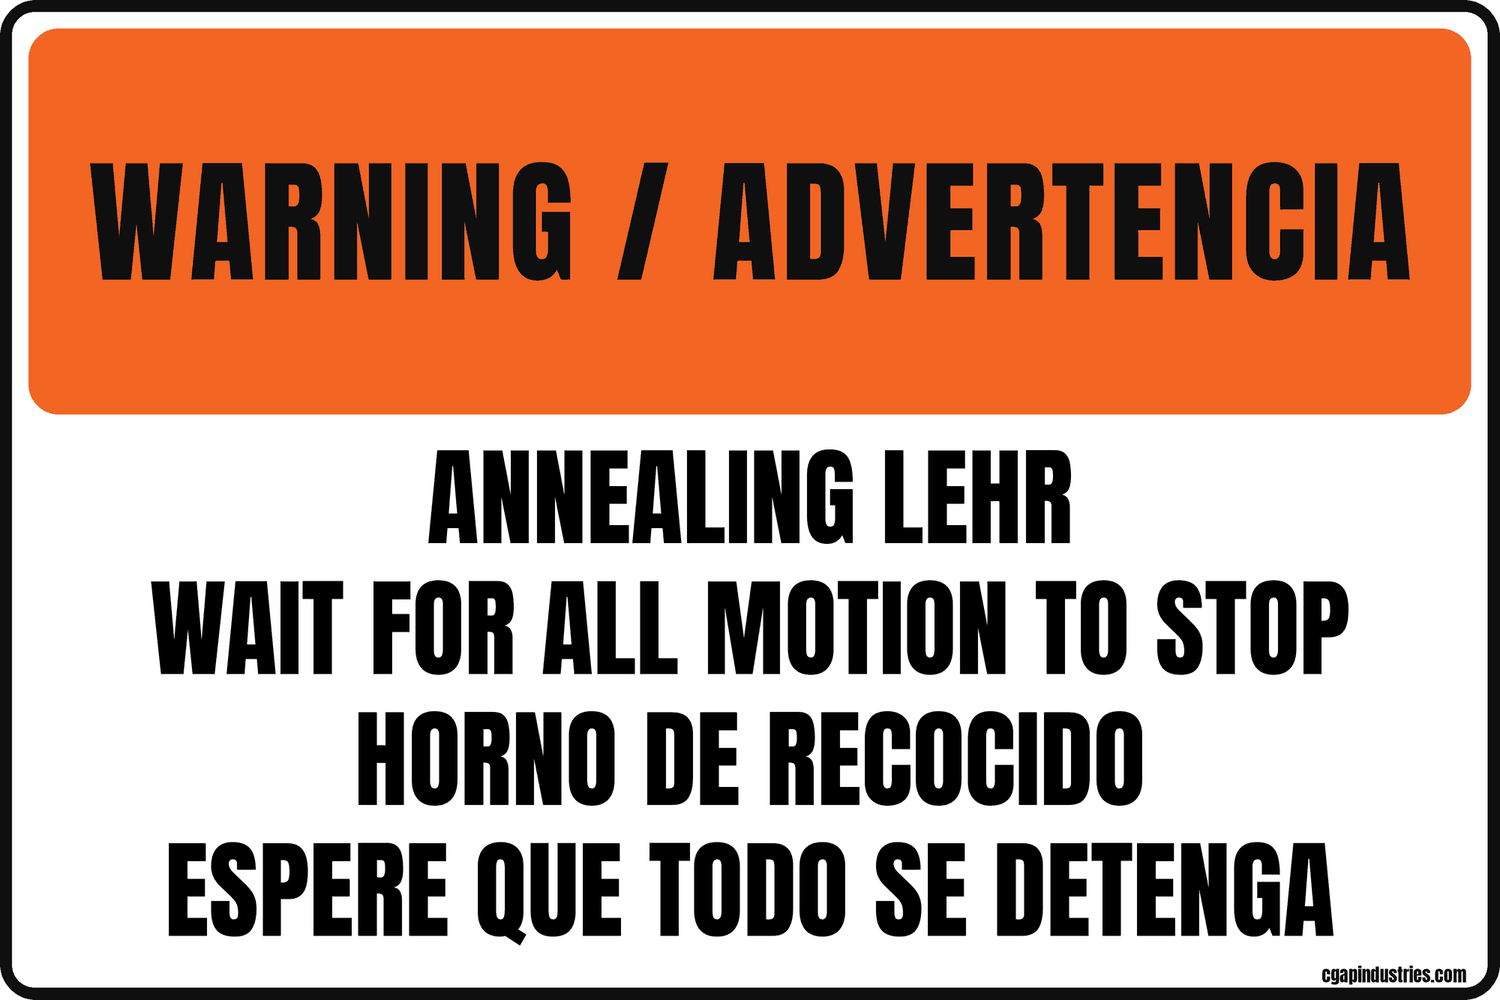 WARNING / ADVERTENCIA
ANNEALING LEHR
WAIT FOR ALL MOTION TO STOP
HORNO DE RECOCIDO
ESPERE QUE TODO SE DETENGA
cgapindustries.com